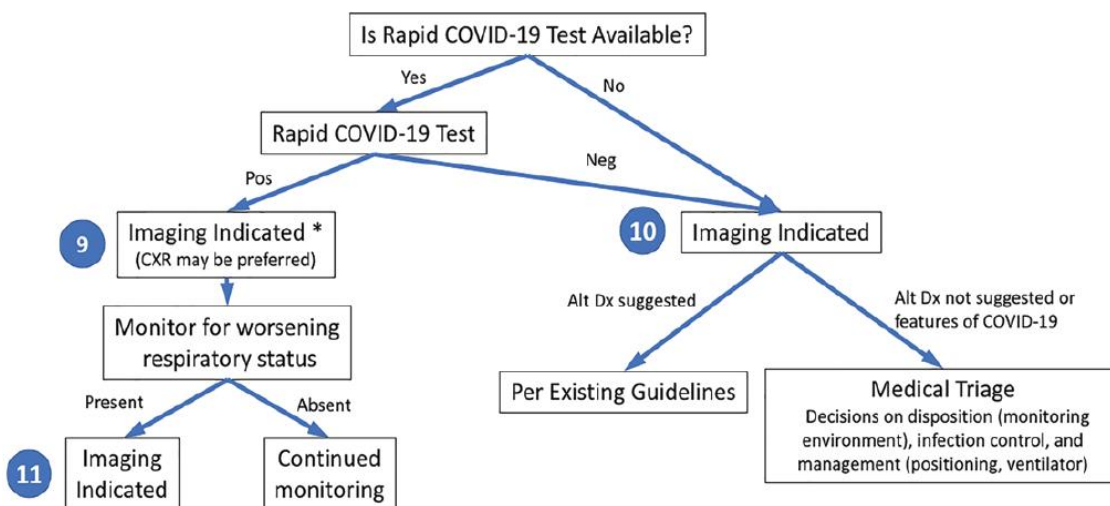 Is Rapid COVID-19 Test Available?
Yes
No
Rapid COVID-19 Test
Pos
Neg
9
Imaging Indicated *
(CXR may be preferred)
10
Imaging Indicated
Monitor for worsening
respiratory status
Alt Dx suggested
Alt Dx not suggested or
features of COVID-19
Present
Absent
Per Existing Guidelines
Medical Triage
Decisions on disposition (monitoring
environment), infection control, and
management (positioning, ventilator)
11
Imaging
Indicated
Continued
monitoring